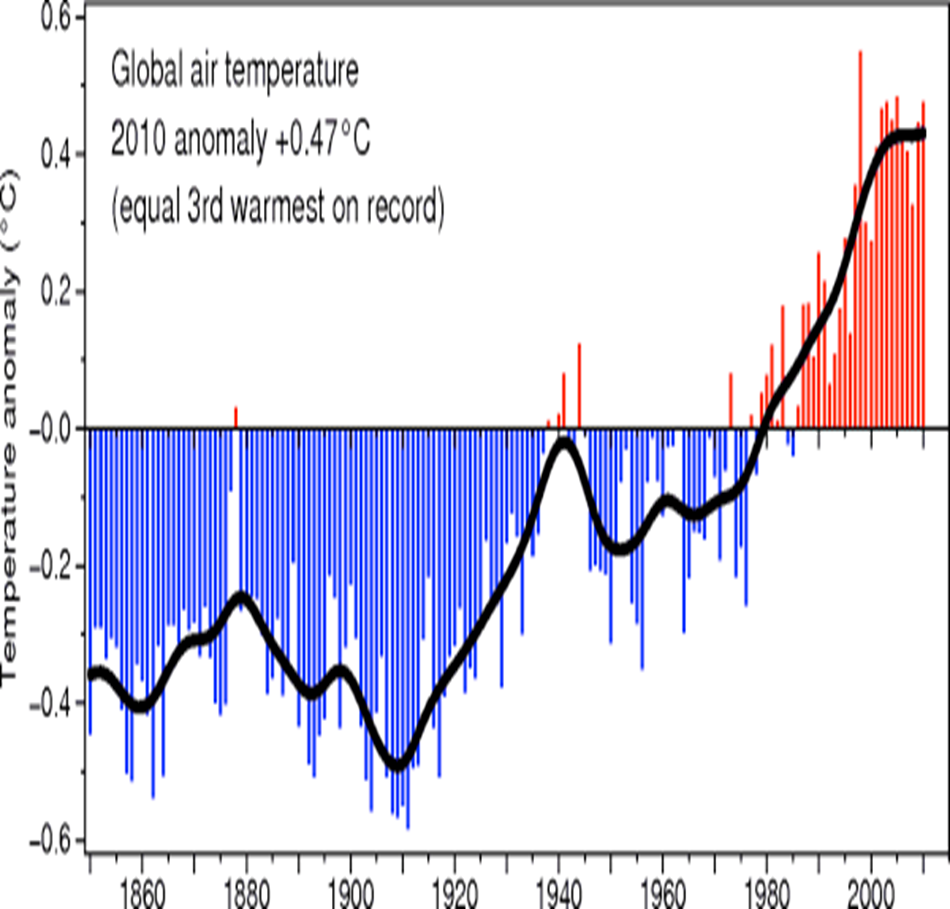 Global air temperature
2010 anomaly +0.47°C
(equal 3rd warmest on record)
Temperature anomaly (°C)
0.6
0.4
0.2
-0.0
-0.2
-0.4
-0.6
1860 1880 1900 1920 1940 1960 1980 2000